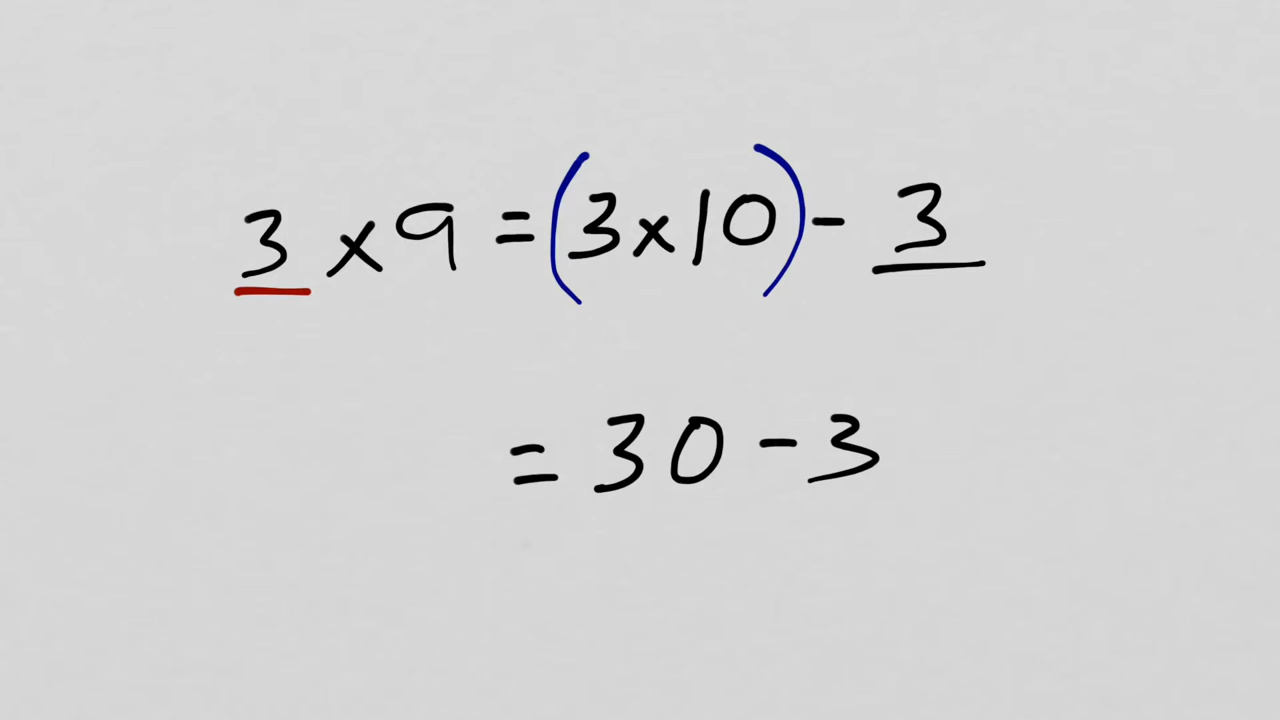 3 x 9 = (3 x 10) - 3
= 30 - 3